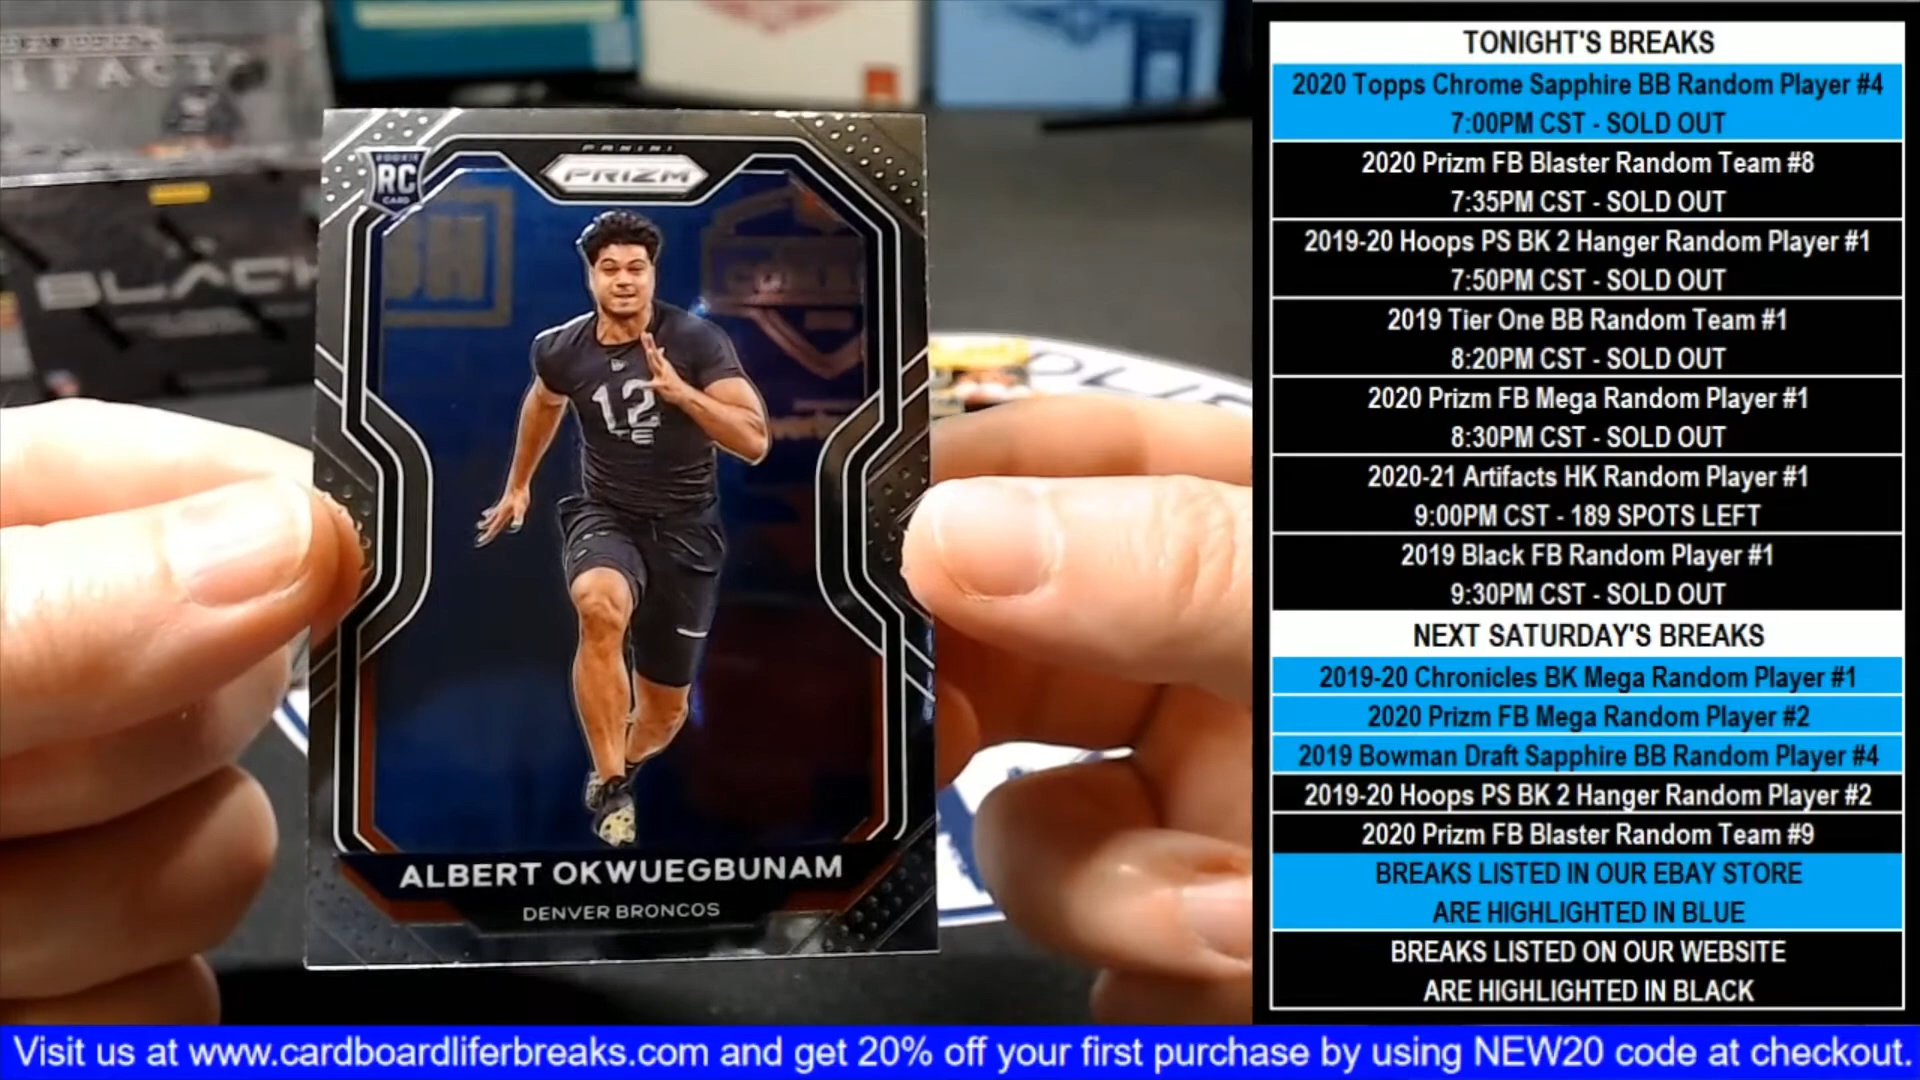 BLACK
PANINI
PRIZM
ROOKIE
RC
CARD
12
TE
ALBERT OKWUEGBUNAM
DENVER BRONCOS
TONIGHT'S BREAKS
2020 Topps Chrome Sapphire BB Random Player #4
7:00PM CST - SOLD OUT
2020 Prizm FB Blaster Random Team #8
7:35PM CST - SOLD OUT
2019-20 Hoops PS BK 2 Hanger Random Player #1
7:50PM CST - SOLD OUT
2019 Tier One BB Random Team #1
8:20PM CST - SOLD OUT
2020 Prizm FB Mega Random Player #1
8:30PM CST - SOLD OUT
2020-21 Artifacts HK Random Player #1
9:00PM CST - 189 SPOTS LEFT
2019 Black FB Random Player #1
9:30PM CST - SOLD OUT
NEXT SATURDAY'S BREAKS
2019-20 Chronicles BK Mega Random Player #1
2020 Prizm FB Mega Random Player #2
2019 Bowman Draft Sapphire BB Random Player #4
2019-20 Hoops PS BK 2 Hanger Random Player #2
2020 Prizm FB Blaster Random Team #9
BREAKS LISTED IN OUR EBAY STORE
ARE HIGHLIGHTED IN BLUE
BREAKS LISTED ON OUR WEBSITE
ARE HIGHLIGHTED IN BLACK
Visit us at www.cardboardliferbreaks.com and get 20% off your first purchase by using NEW20 code at checkout.